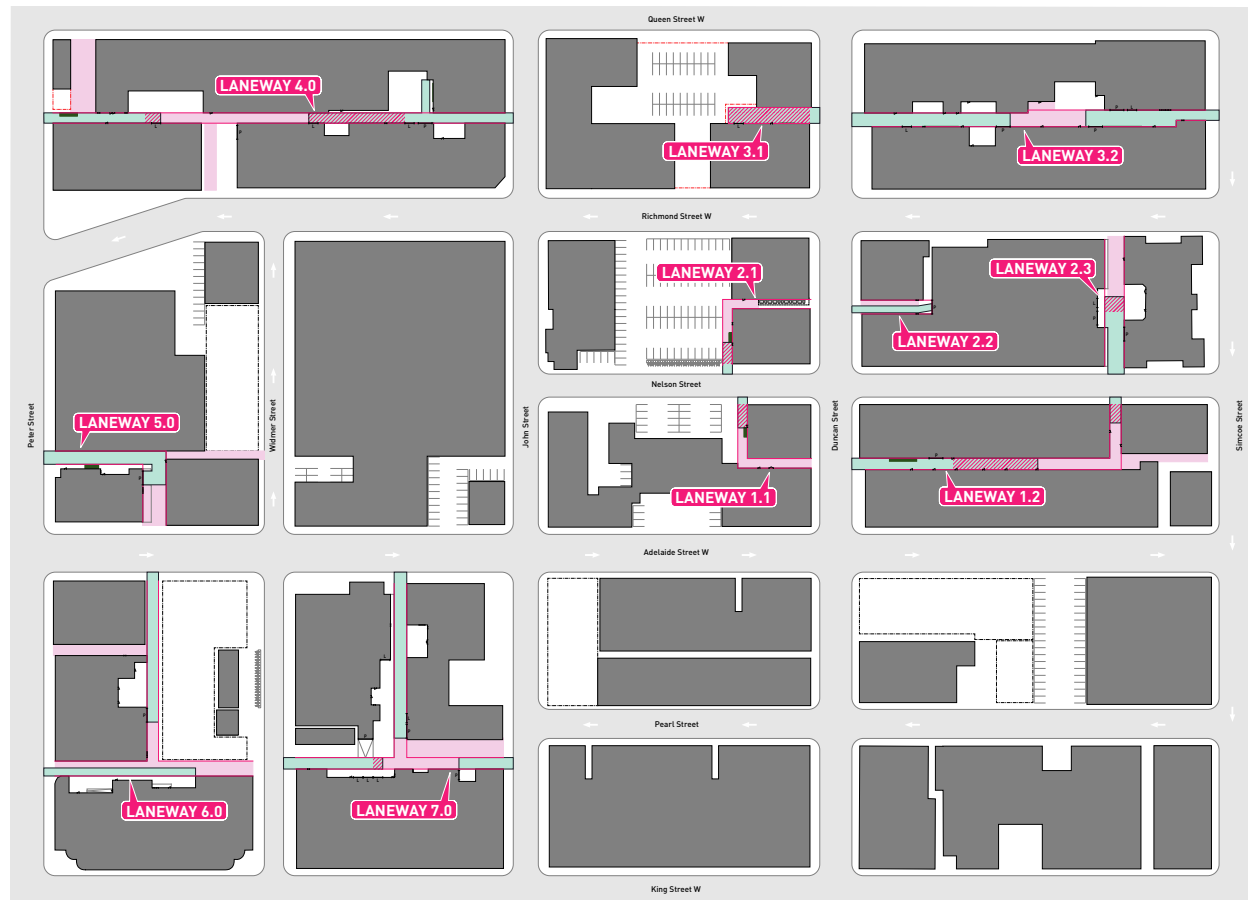 Queen Street W
LANEWAY 4.0
LANEWAY 3.1
LANEWAY 3.2
Richmond Street W
LANEWAY 2.1
LANEWAY 2.3
LANEWAY 2.2
Nelson Street
Peter Street
Widmer Street
John Street
Duncan Street
Simcoe Street
LANEWAY 5.0
LANEWAY 1.1
LANEWAY 1.2
Adelaide Street W
Pearl Street
LANEWAY 6.0
LANEWAY 7.0
King Street W